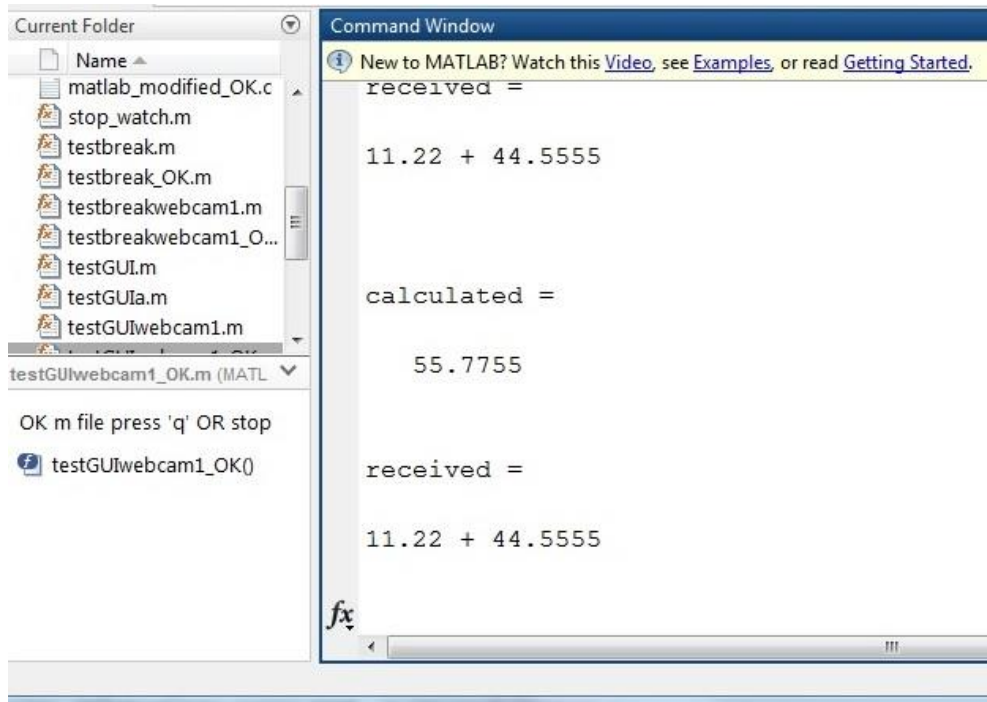 Current Folder
Name
matlab_modified_OK.c
stop_watch.m
testbreak.m
testbreak_OK.m
testbreakwebcam1.m
testbreakwebcam1_O...
testGUI.m
testGUIa.m
testGUIwebcam1.m
testGUIwebcam1_OK.m (MATL
OK m file press 'q' OR stop
testGUIwebcam1_OK()
Command Window
New to MATLAB? Watch this Video, see Examples, or read Getting Started.
received =
11.22 + 44.5555
calculated =
55.7755
received =
11.22 + 44.5555
fx